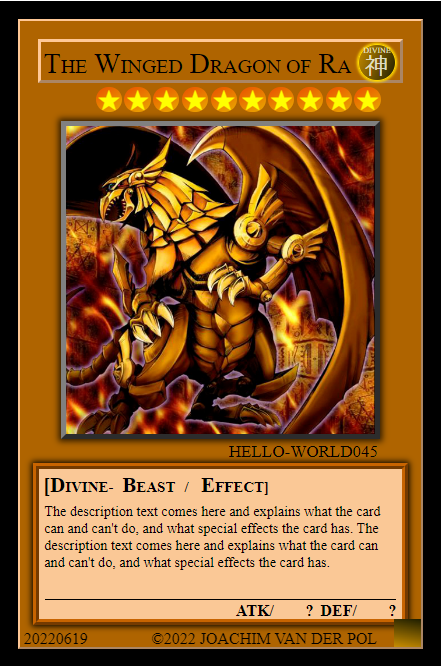 The Winged Dragon of Ra
DIVINE
神
HELLO-WORLD045
[Divine- Beast / Effect]
The description text comes here and explains what the card
can and can't do, and what special effects the card has. The
description text comes here and explains what the card can
and can't do, and what special effects the card has.
ATK/ ? DEF/ ?
20220619 ©2022 JOACHIM VAN DER POL